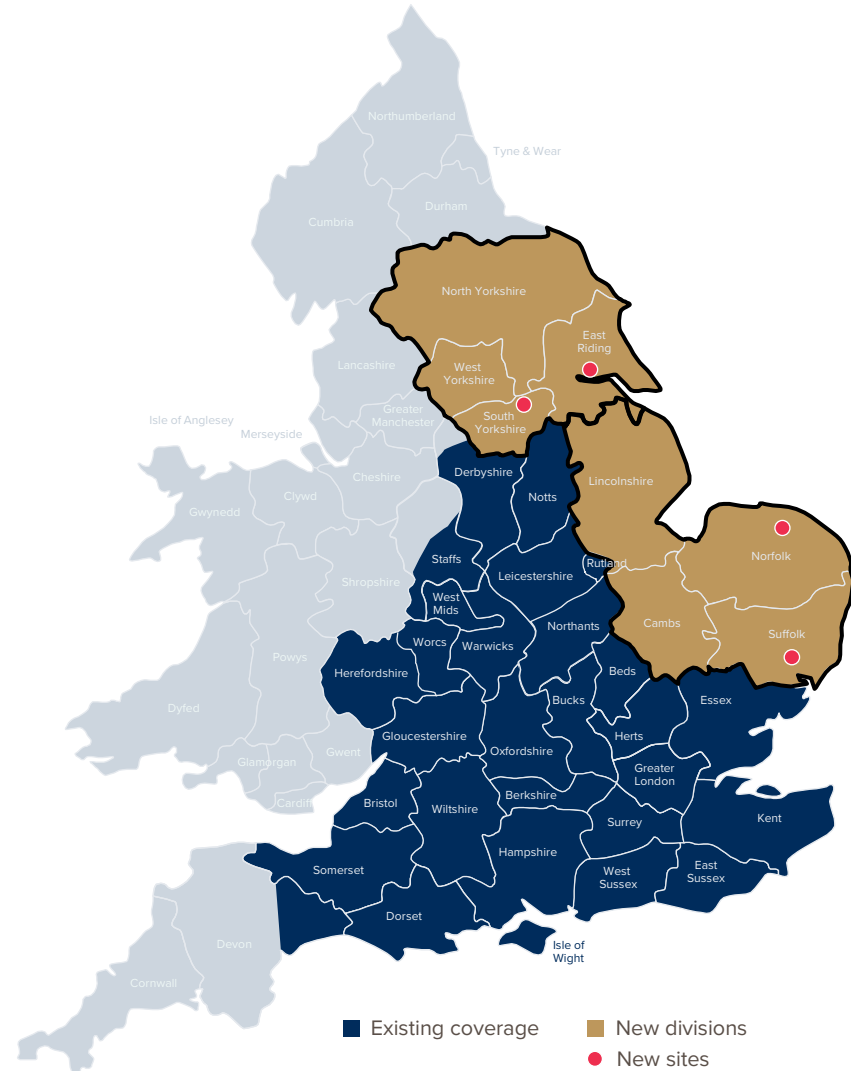 Northumberland
Tyne & Wear
Durham
Cumbria
North Yorkshire
East
Riding
Lancashire
West
Yorkshire
Greater
Manchester
South
Yorkshire
Isle of Anglesey
Merseyside
Cheshire
Derbyshire
Lincolnshire
Clywd
Notts
Gwynedd
Norfolk
Staffs
Rutland
Leicestershire
Shropshire
West
Mids
Northants
Cambs
Suffolk
Worcs
Warwicks
Powys
Herefordshire
Beds
Bucks
Essex
Dyfed
Gloucestershire
Herts
Oxfordshire
Gwent
Glamorgan
Greater
London
Berkshire
Cardiff
Bristol
Wiltshire
Surrey
Kent
Hampshire
Somerset
West
Sussex
East
Sussex
Dorset
Devon
Isle of
Wight
Cornwall
Existing coverage
New divisions
New sites